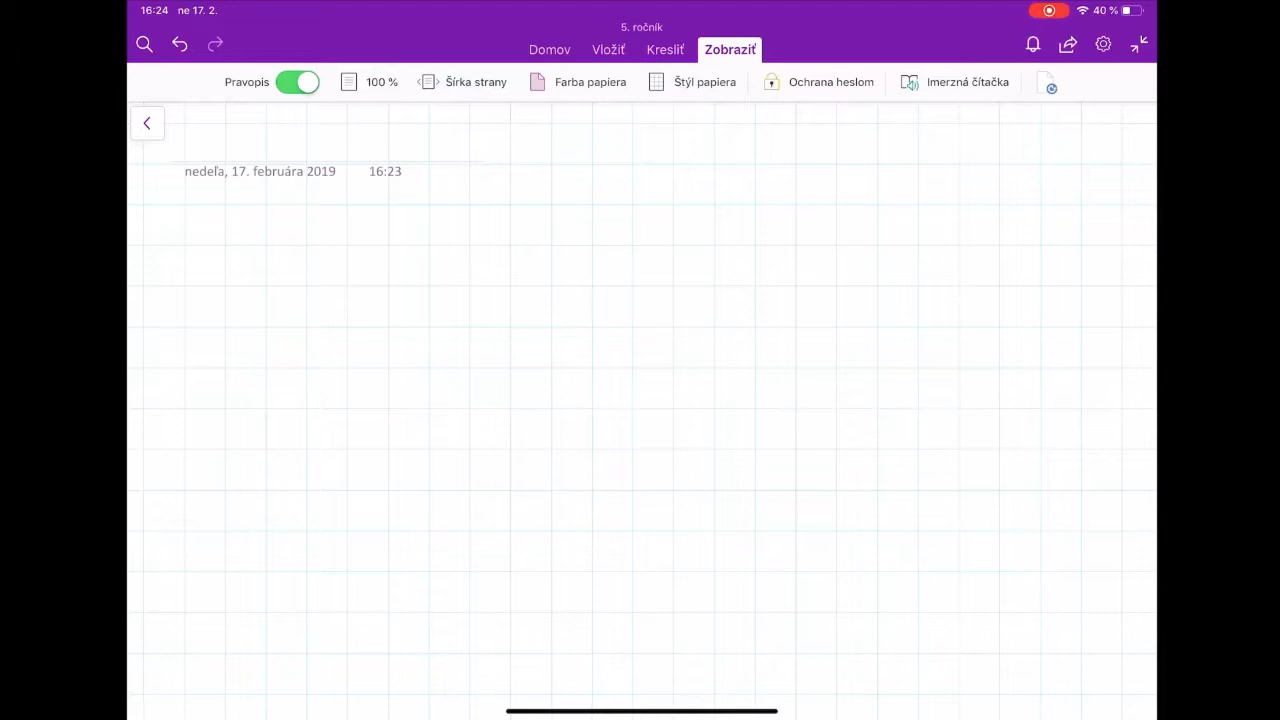 16:24 ne 17. 2. 40 %
5. ročník
Domov Vložiť Kresliť Zobraziť
Pravopis 100 % Šírka strany Farba papiera Štýl papiera Ochrana heslom Imerzná čítačka
nedeľa, 17. februára 2019 16:23